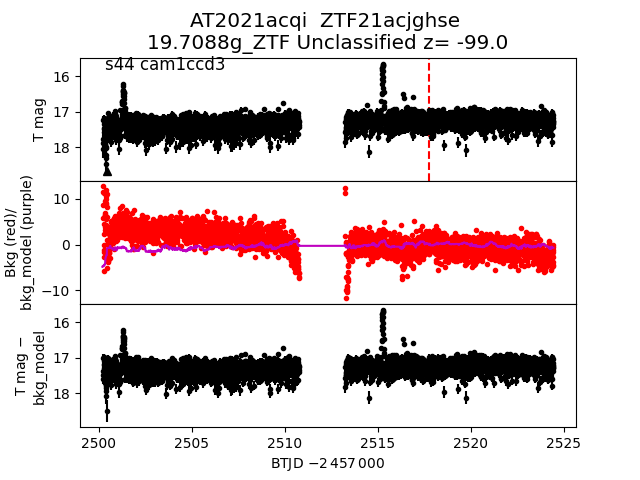 AT2021acqi  ZTF21acjghse
19.7088g_ZTF Unclassified z= -99.0
s44 cam1ccd3
16
17
18
T mag
10
0
−10
Bkg (red)/
bkg_model (purple)
16
17
18
T mag −
bkg_model
2500
2505
2510
2515
2520
2525
BTJD −2 457 000